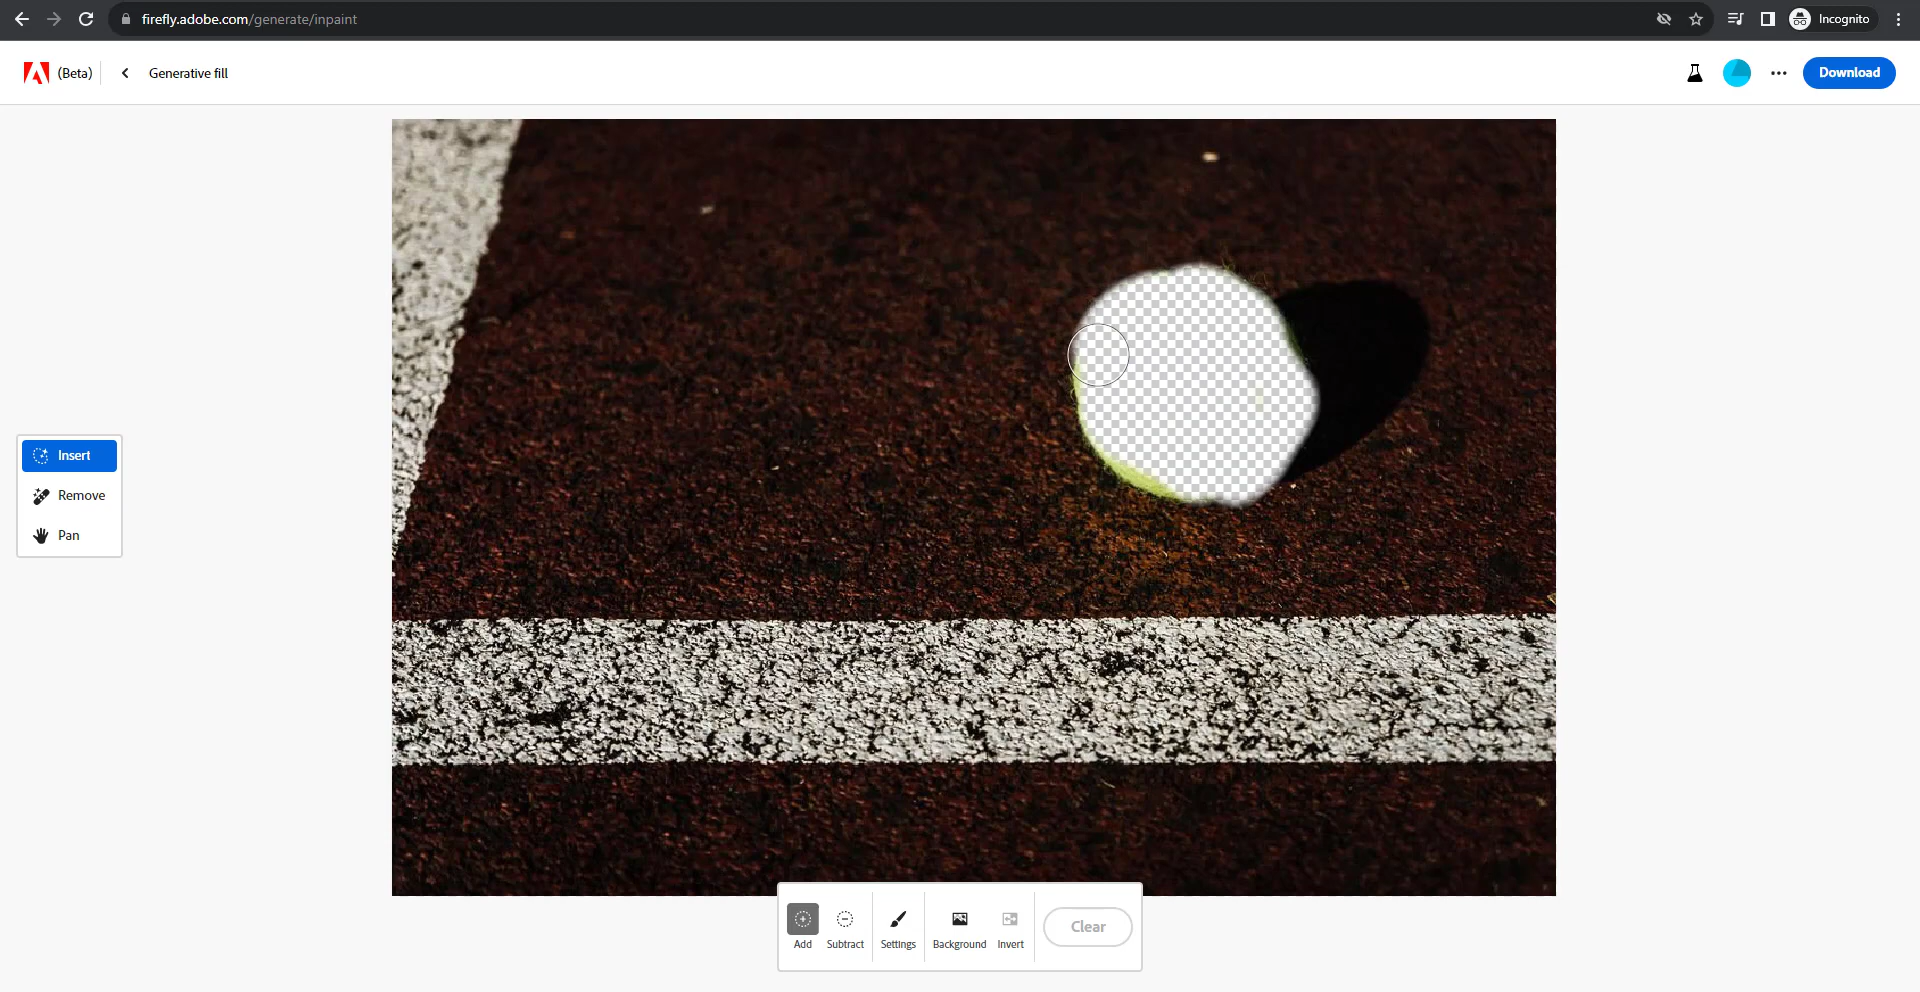 firefly.adobe.com/generate/inpaint
Incognito
(Beta)
Generative fill
Download
Insert
Remove
Pan
Add
Subtract
Settings
Background
Invert
Clear